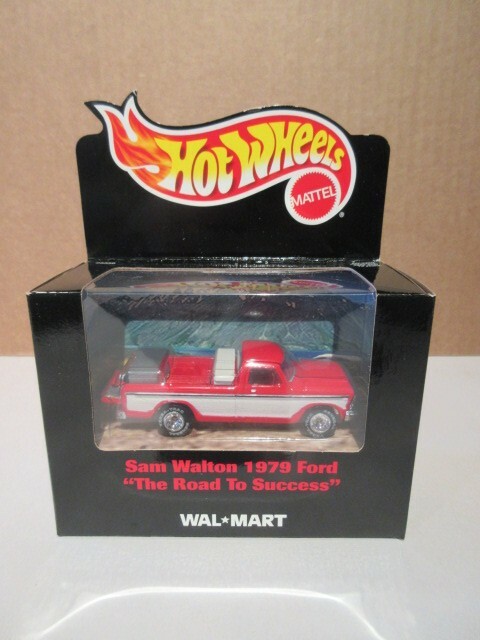 HOT WHEELS
MATTEL
®
Sam Walton 1979 Ford
"The Road To Success"
WAL★MART